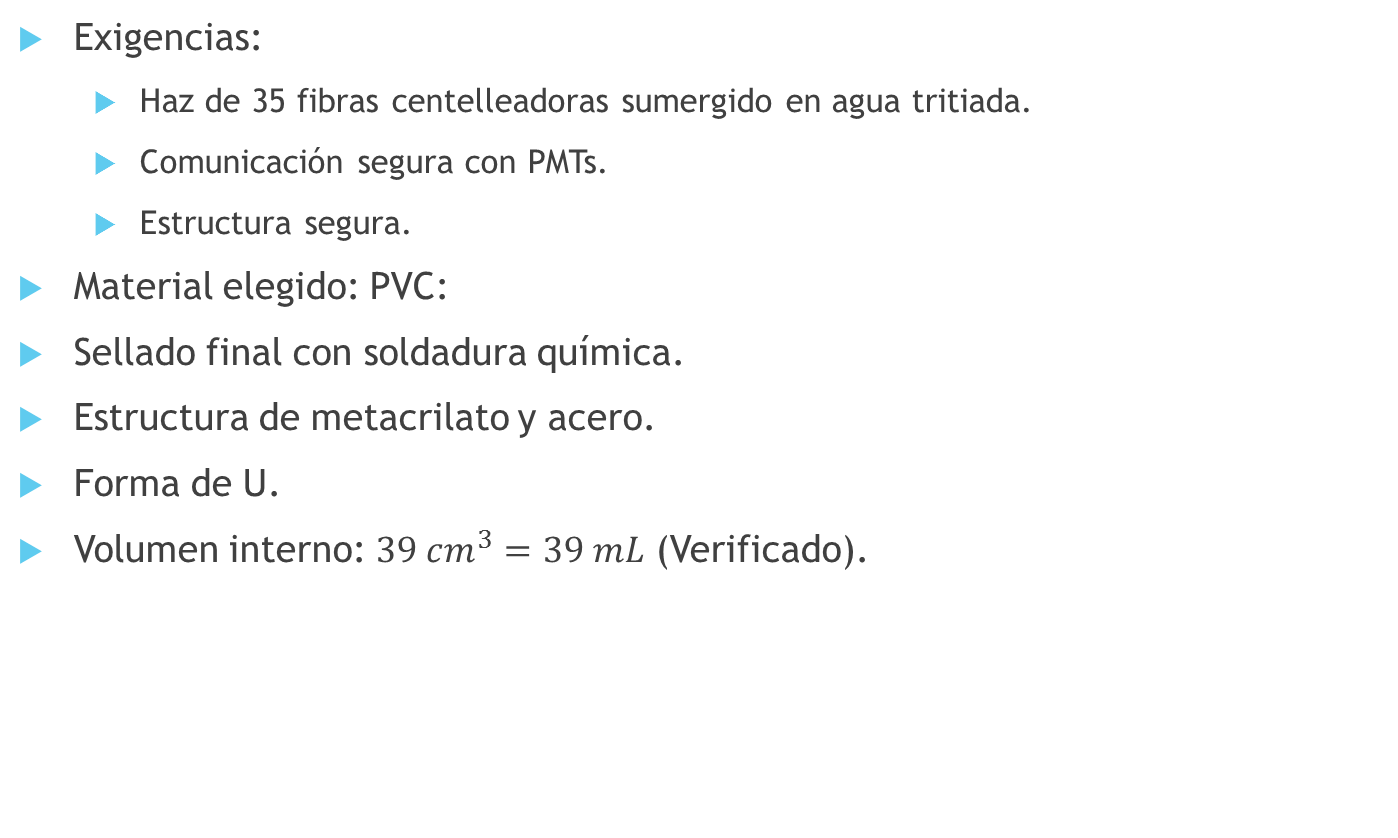 Exigencias:
Haz de 35 fibras centelleadoras sumergido en agua tritiada.
Comunicación segura con PMTs.
Estructura segura.
Material elegido: PVC:
Sellado final con soldadura química.
Estructura de metacrilato y acero.
Forma de U.
Volumen interno: 39 cm³ = 39 mL (Verificado).